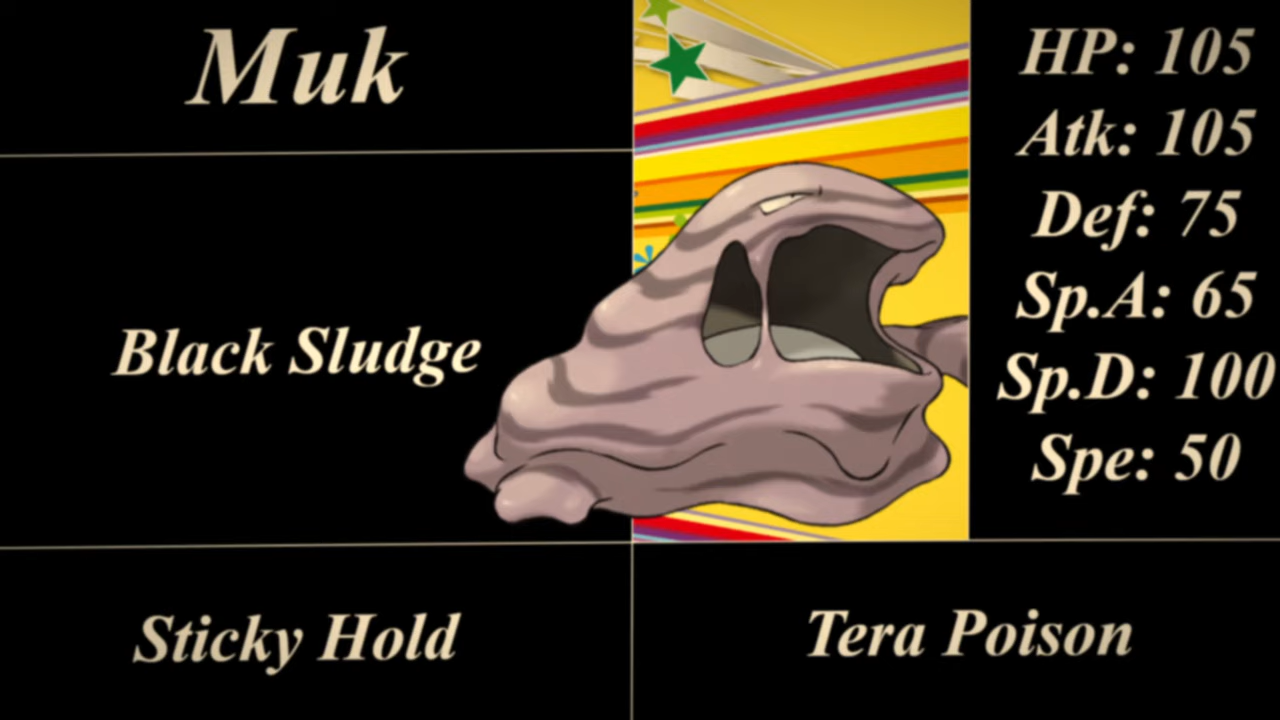 Muk
Black Sludge
Sticky Hold
HP: 105
Atk: 105
Def: 75
Sp.A: 65
Sp.D: 100
Spe: 50
Tera Poison